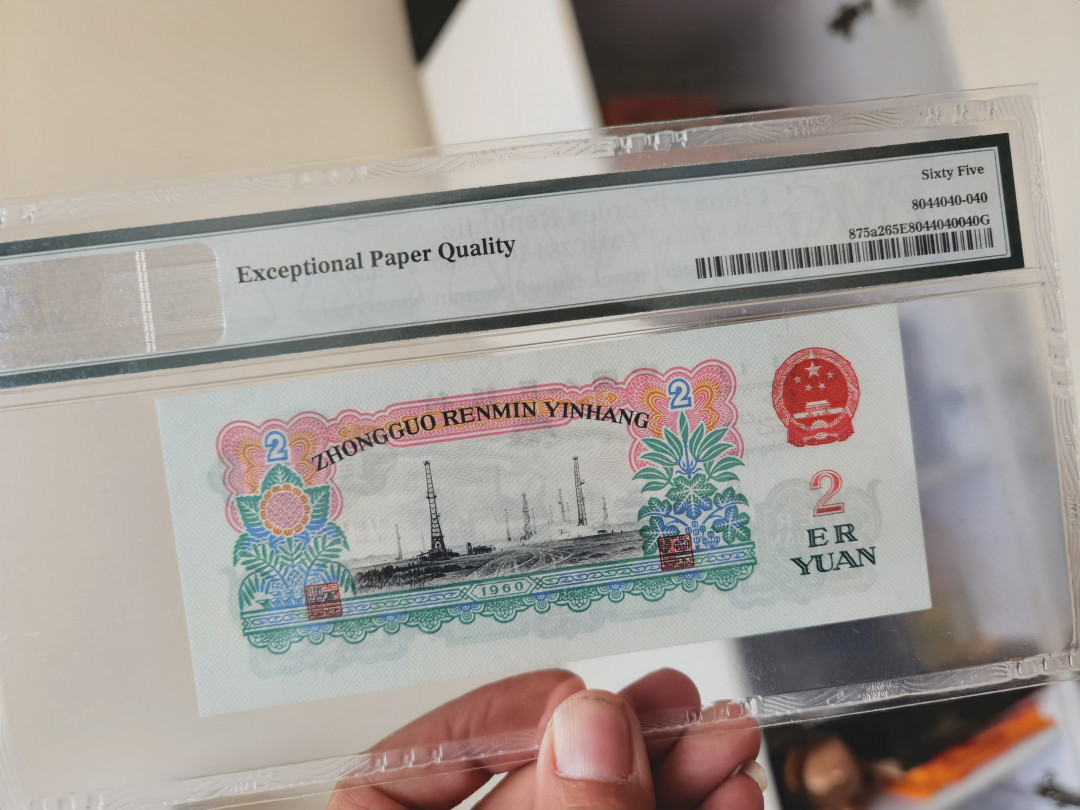 Sixty Five
8044040-040
875a265E8044040040G
Exceptional Paper Quality
2
2
ZHONGGUO RENMIN YINHANG
2
ER
YUAN
1960